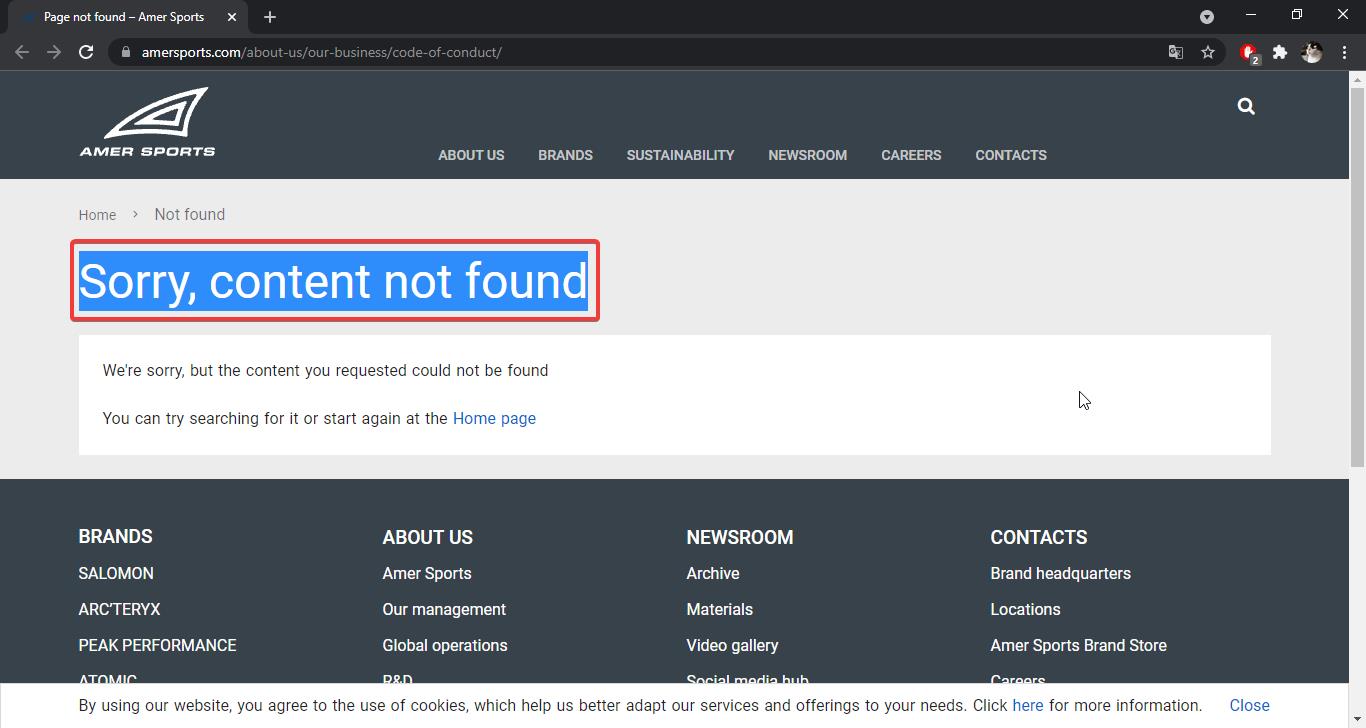 Page not found – Amer Sports
amersports.com/about-us/our-business/code-of-conduct/
2
AMER SPORTS
ABOUT US BRANDS SUSTAINABILITY NEWSROOM CAREERS CONTACTS
Home › Not found
Sorry, content not found
We're sorry, but the content you requested could not be found
You can try searching for it or start again at the Home page
BRANDS ABOUT US NEWSROOM CONTACTS
SALOMON Amer Sports Archive Brand headquarters
ARC'TERYX Our management Materials Locations
PEAK PERFORMANCE Global operations Video gallery Amer Sports Brand Store
ATOMIC R&D Social media hub Careers
By using our website, you agree to the use of cookies, which help us better adapt our services and offerings to your needs. Click here for more information. Close